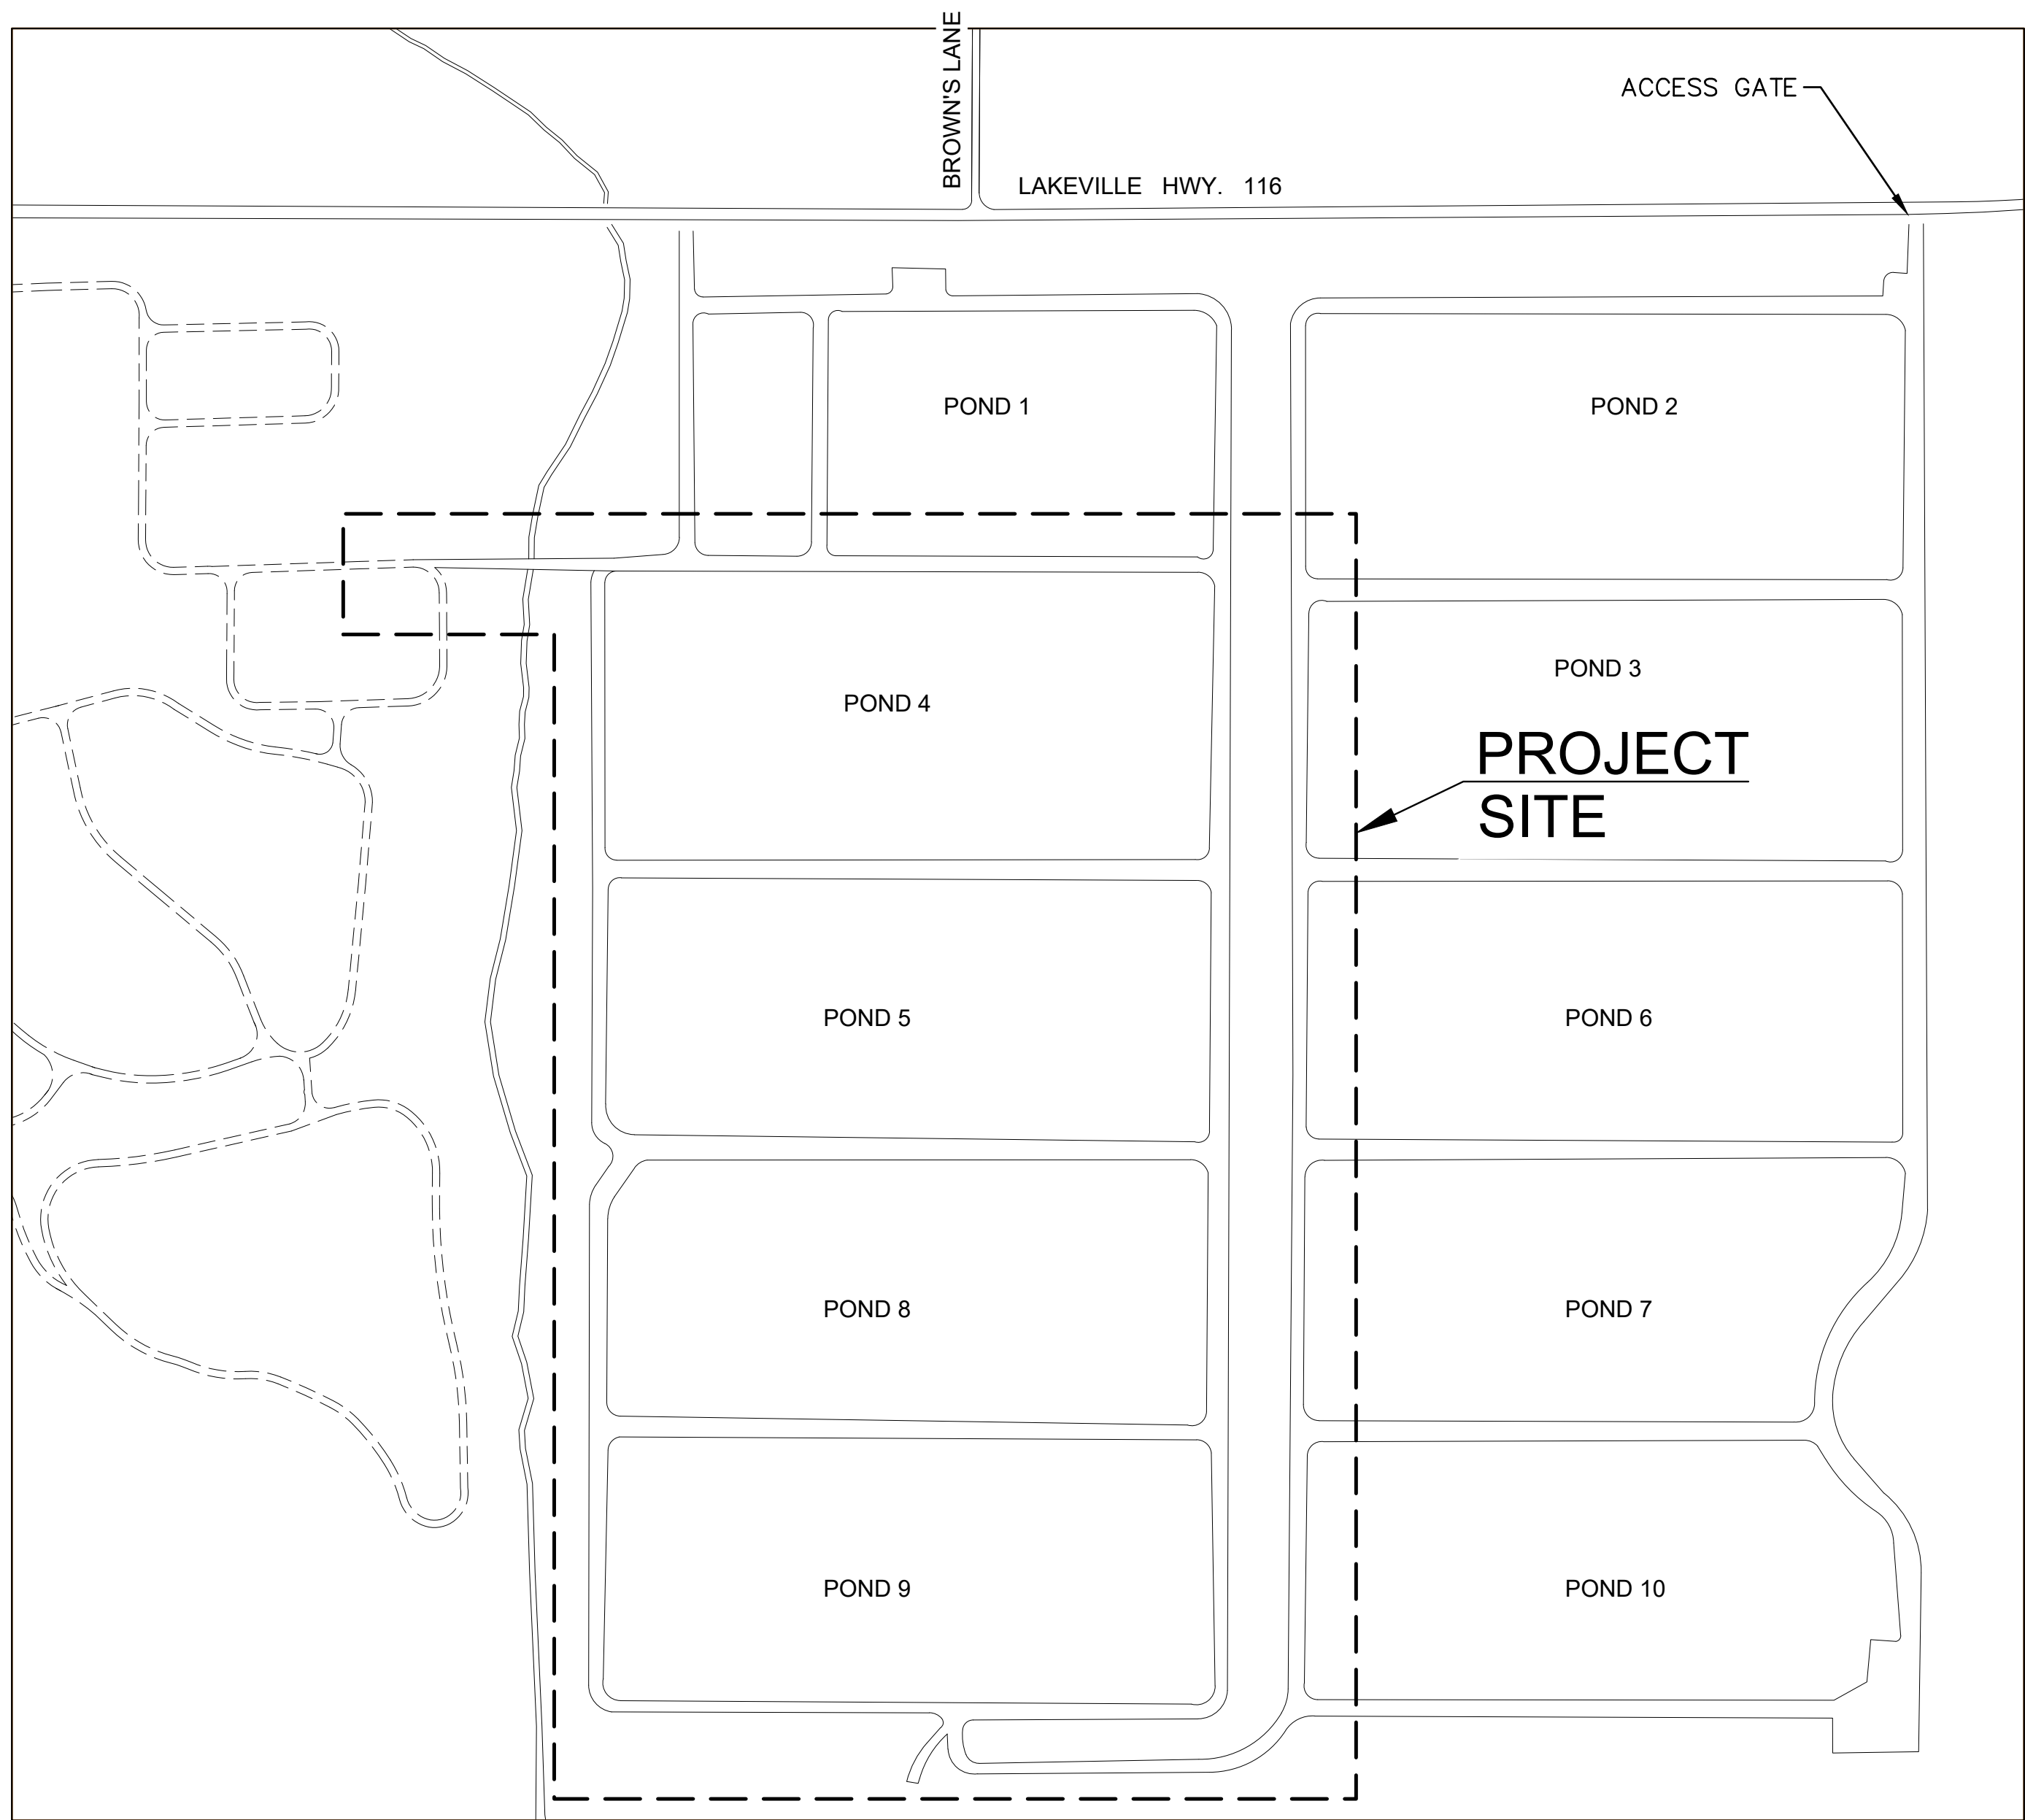 BROWN'S LANE
ACCESS GATE
LAKEVILLE HWY. 116
POND 1
POND 2
POND 3
POND 4
PROJECT
SITE
POND 5
POND 6
POND 8
POND 7
POND 9
POND 10